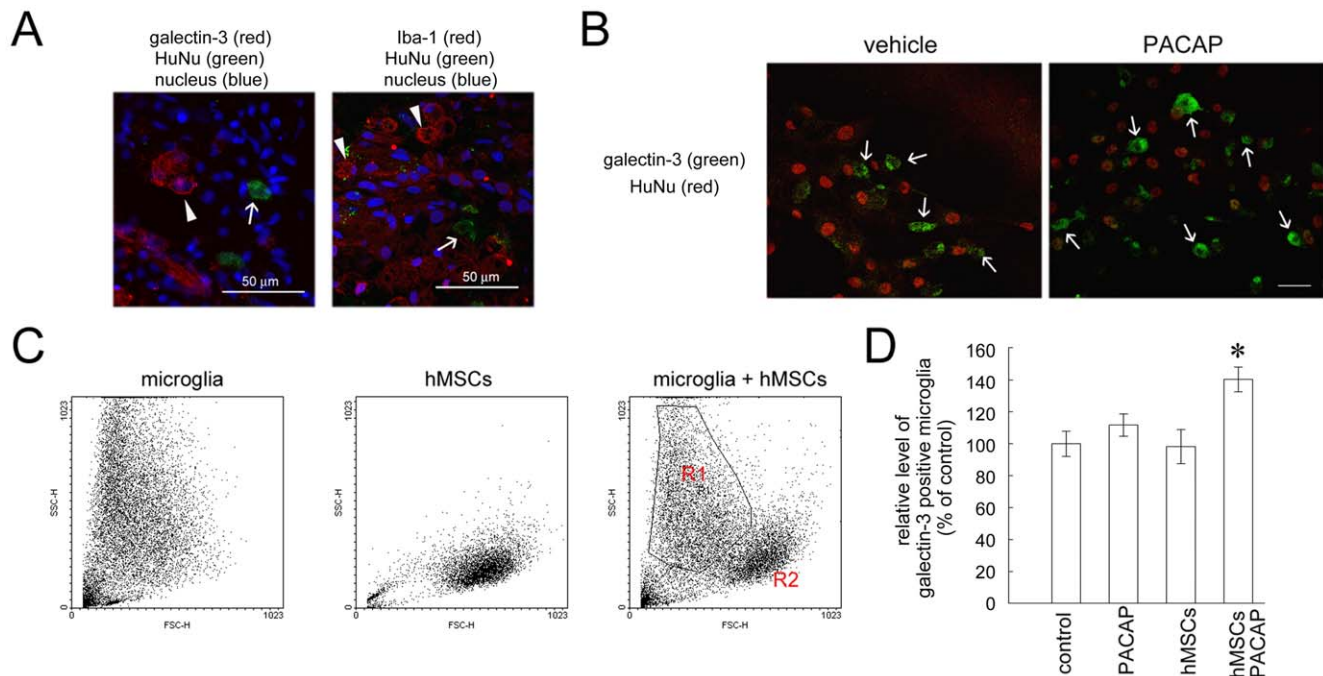 A
galectin-3 (red)
HuNu (green)
nucleus (blue)
Iba-1 (red)
HuNu (green)
nucleus (blue)
50 μm
50 μm
B
vehicle
PACAP
galectin-3 (green)
HuNu (red)
C
microglia
hMSCs
microglia + hMSCs
1023
SSC-H
0
0
FSC-H
1023
1023
SSC-H
0
0
FSC-H
1023
1023
SSC-H
0
R1
R2
0
FSC-H
1023
D
relative level of
galectin-3 positive microglia
(% of control)
160
140
120
100
80
60
40
20
0
*
control
PACAP
hMSCs
hMSCs
PACAP